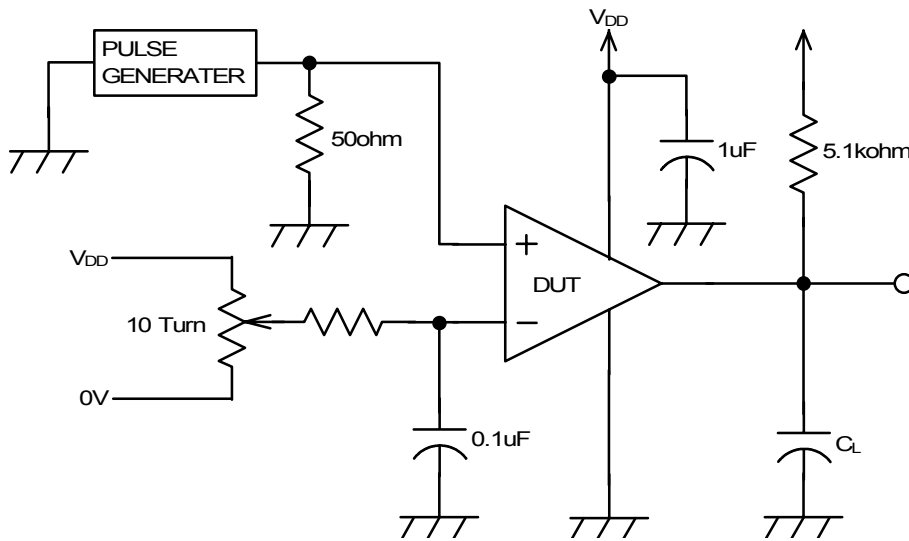 VDD
PULSE
GENERATER
50ohm
1uF
5.1kohm
+
DUT
−
VDD
10 Turn
0V
0.1uF
CL